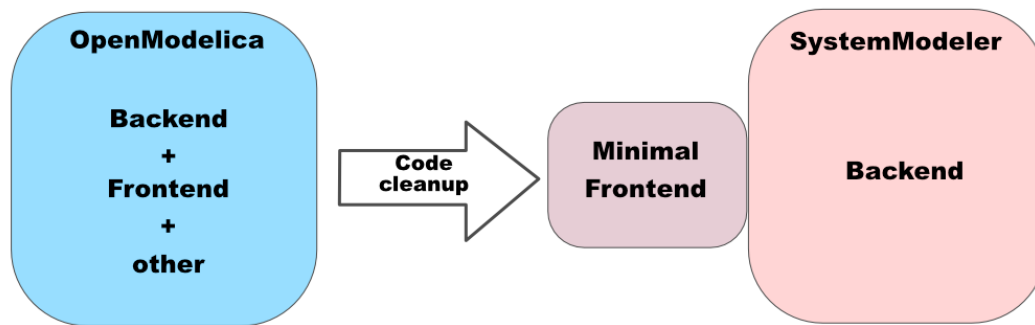 OpenModelica
Backend
+
Frontend
+
other
Code
cleanup
Minimal
Frontend
SystemModeler
Backend